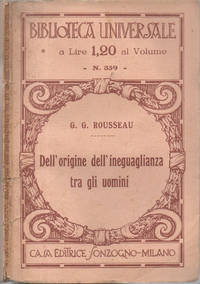 BIBLIOTECA UNIVERSALE
a Lire 1,20 al Volume
- N. 359 -
G. G. ROUSSEAU
Dell'origine dell'ineguaglianza
tra gli uomini
CASA EDITRICE SONZOGNO-MILANO